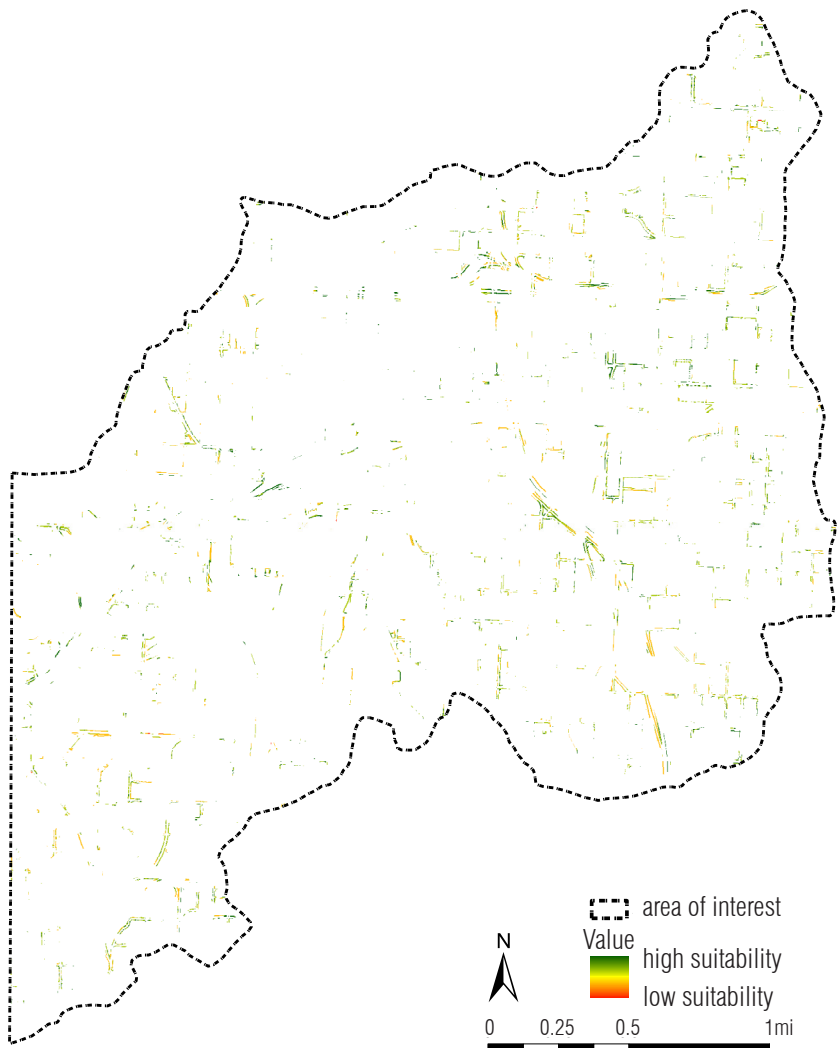 area of interest
Value
high suitability
low suitability
N
0 0.25 0.5 1mi